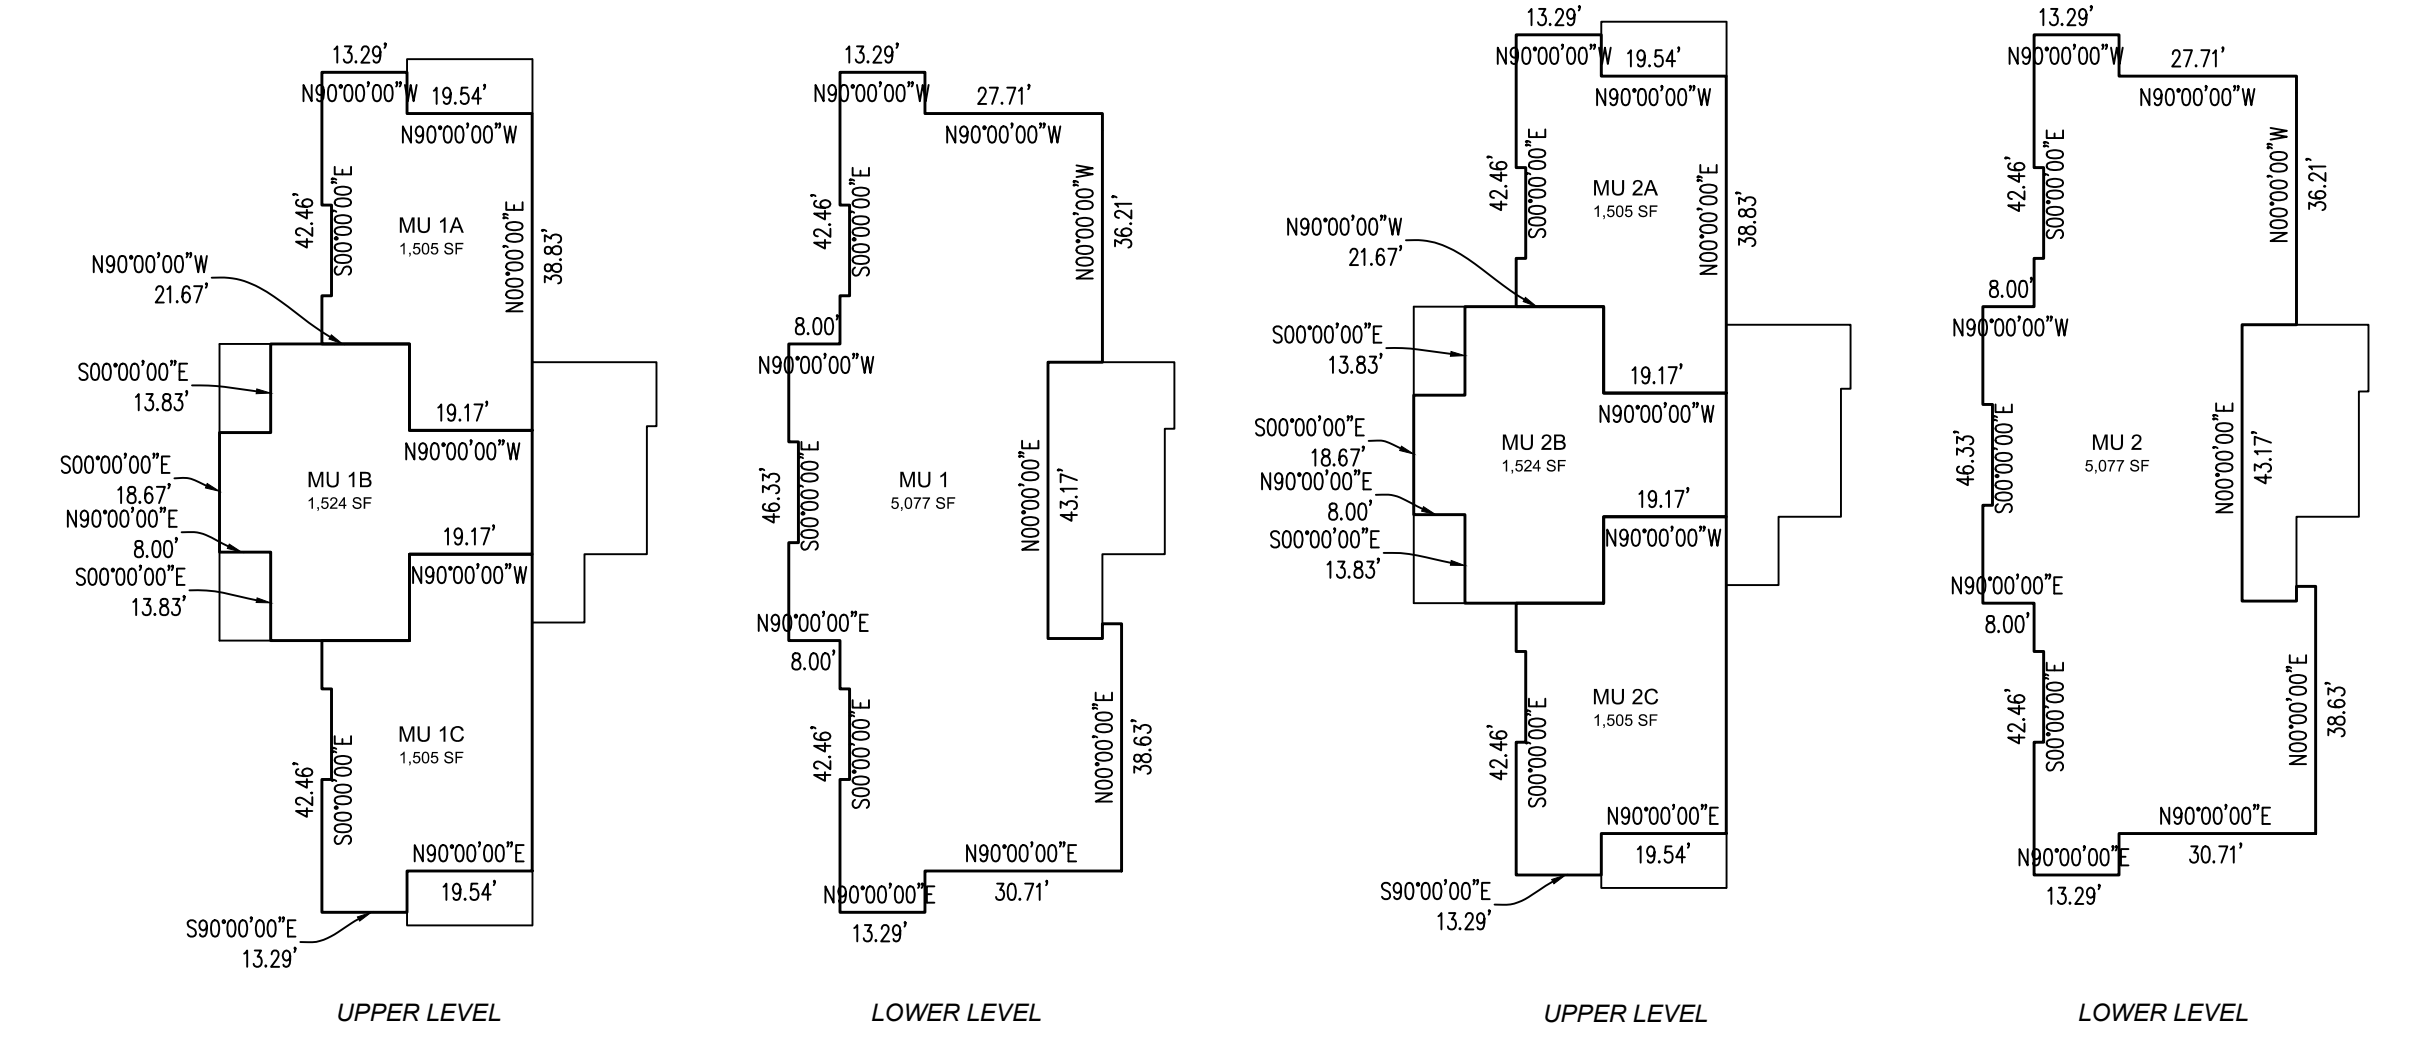 13.29'
N90°00'00"W
19.54'
N90°00'00"W
42.46'
S00°00'00"E
MU 1A
1,505 SF
N00°00'00"E
38.83'
N90°00'00"W
21.67'
S00°00'00"E
13.83'
19.17'
N90°00'00"W
S00°00'00"E
18.67'
MU 1B
1,524 SF
N90°00'00"E
8.00'
19.17'
N90°00'00"W
S00°00'00"E
13.83'
MU 1C
1,505 SF
42.46'
S00°00'00"E
N90°00'00"E
19.54'
S90°00'00"E
13.29'
UPPER LEVEL
13.29'
N90°00'00"W
27.71'
N90°00'00"W
42.46'
S00°00'00"E
N00°00'00"W
36.21'
8.00'
N90°00'00"W
46.33'
S00°00'00"E
MU 1
5,077 SF
N00°00'00"E
43.17'
N90°00'00"E
8.00'
42.46'
S00°00'00"E
N00°00'00"E
38.63'
N90°00'00"E
30.71'
N90°00'00"E
13.29'
LOWER LEVEL
13.29'
N90°00'00"W
19.54'
N90°00'00"W
42.46'
S00°00'00"E
MU 2A
1,505 SF
N00°00'00"E
38.83'
N90°00'00"W
21.67'
S00°00'00"E
13.83'
19.17'
N90°00'00"W
S00°00'00"E
18.67'
MU 2B
1,524 SF
N90°00'00"E
8.00'
19.17'
N90°00'00"W
S00°00'00"E
13.83'
MU 2C
1,505 SF
42.46'
S00°00'00"E
N90°00'00"E
19.54'
S90°00'00"E
13.29'
UPPER LEVEL
13.29'
N90°00'00"W
27.71'
N90°00'00"W
42.46'
S00°00'00"E
N00°00'00"W
36.21'
8.00'
N90°00'00"W
46.33'
S00°00'00"E
MU 2
5,077 SF
N00°00'00"E
43.17'
N90°00'00"E
8.00'
42.46'
S00°00'00"E
N00°00'00"E
38.63'
N90°00'00"E
30.71'
N90°00'00"E
13.29'
LOWER LEVEL